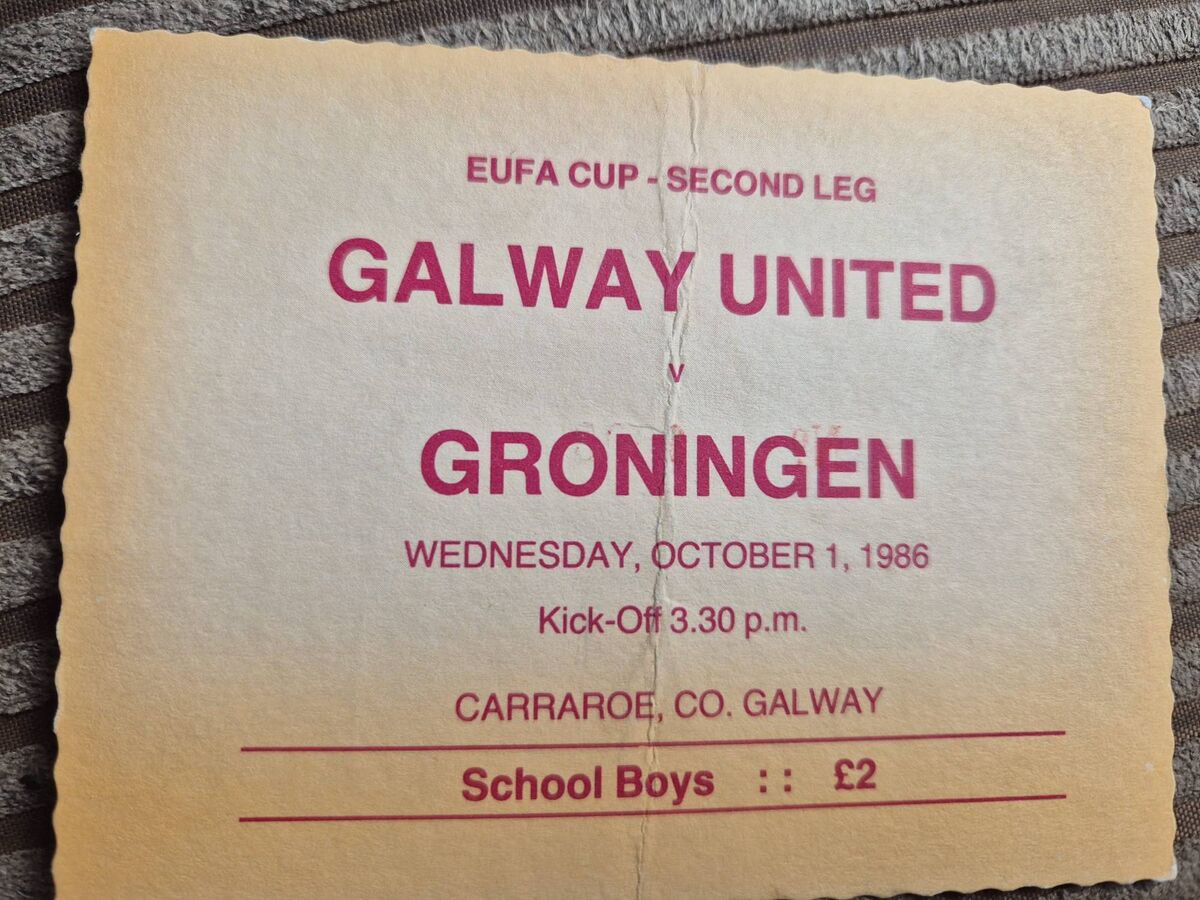 EUFA CUP - SECOND LEG
GALWAY UNITED
v
GRONINGEN
WEDNESDAY, OCTOBER 1, 1986
Kick-Off 3.30 p.m.
CARRAROE, CO. GALWAY
School Boys :: £2